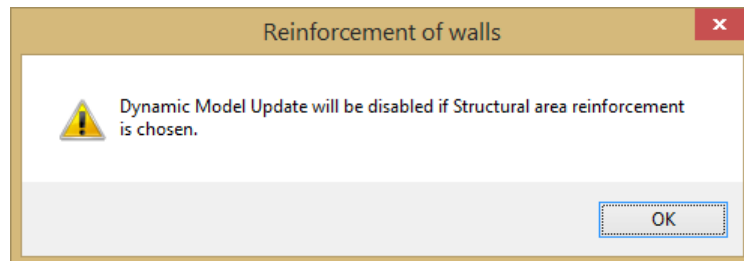 Reinforcement of walls
Dynamic Model Update will be disabled if Structural area reinforcement
is chosen.
OK